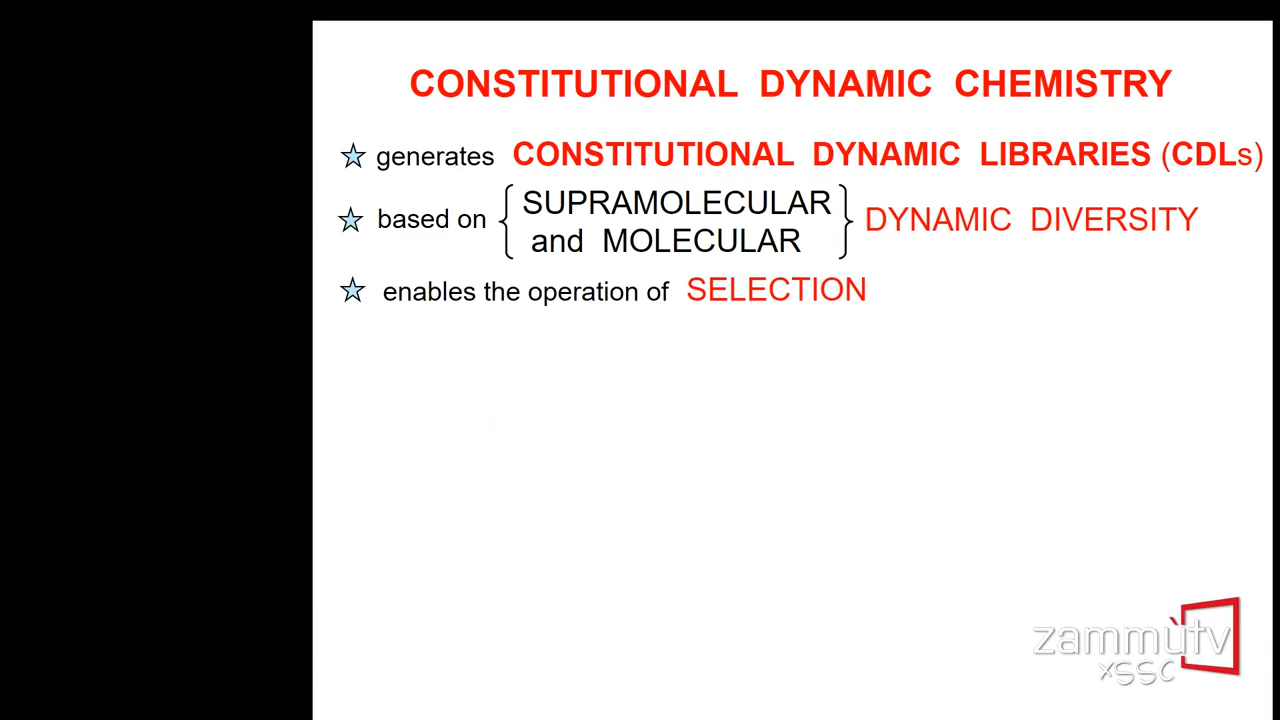 CONSTITUTIONAL DYNAMIC CHEMISTRY
generates CONSTITUTIONAL DYNAMIC LIBRARIES (CDLs)
based on { SUPRAMOLECULAR
and MOLECULAR } DYNAMIC DIVERSITY
enables the operation of SELECTION
zammùtv
xSSC